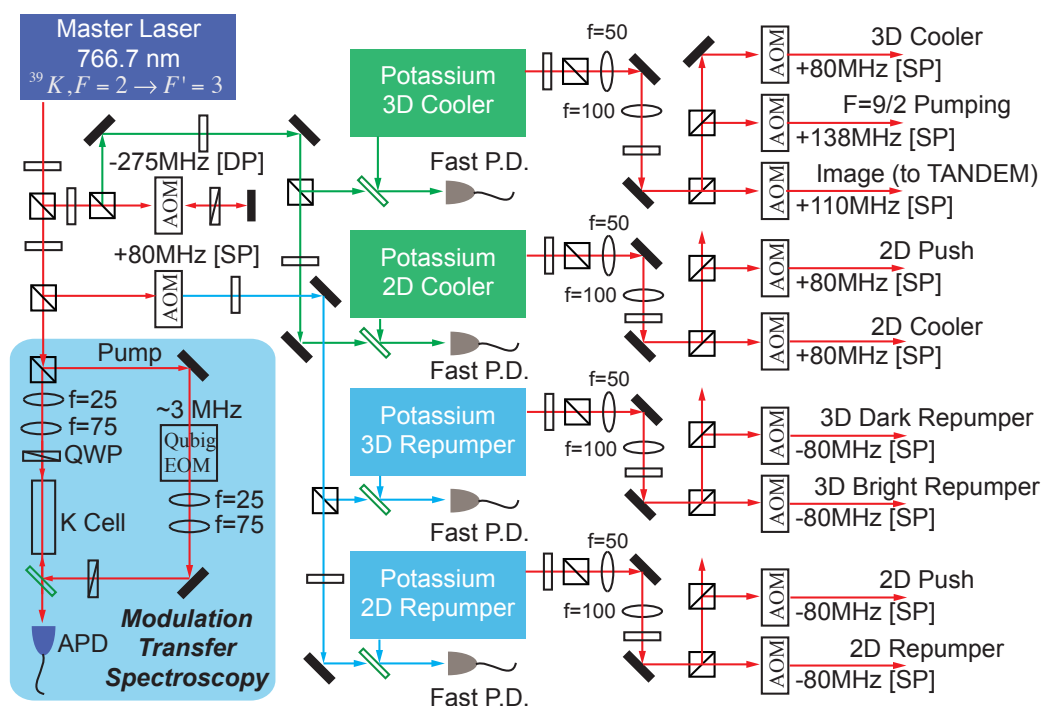 Master Laser
766.7 nm
³⁹K, F = 2 → F' = 3
-275MHz [DP]
AOM
+80MHz [SP]
AOM
Pump
f=25
f=75
QWP
K Cell
APD
~3 MHz
Qubig
EOM
f=25
f=75
Modulation
Transfer
Spectroscopy
Potassium
3D Cooler
Fast P.D.
f=50
f=100
AOM
3D Cooler
+80MHz [SP]
AOM
F=9/2 Pumping
+138MHz [SP]
AOM
Image (to TANDEM)
+110MHz [SP]
Potassium
2D Cooler
Fast P.D.
f=50
f=100
AOM
2D Push
+80MHz [SP]
AOM
2D Cooler
+80MHz [SP]
Potassium
3D Repumper
Fast P.D.
f=50
f=100
AOM
3D Dark Repumper
-80MHz [SP]
AOM
3D Bright Repumper
-80MHz [SP]
Potassium
2D Repumper
Fast P.D.
f=50
f=100
AOM
2D Push
-80MHz [SP]
AOM
2D Repumper
-80MHz [SP]